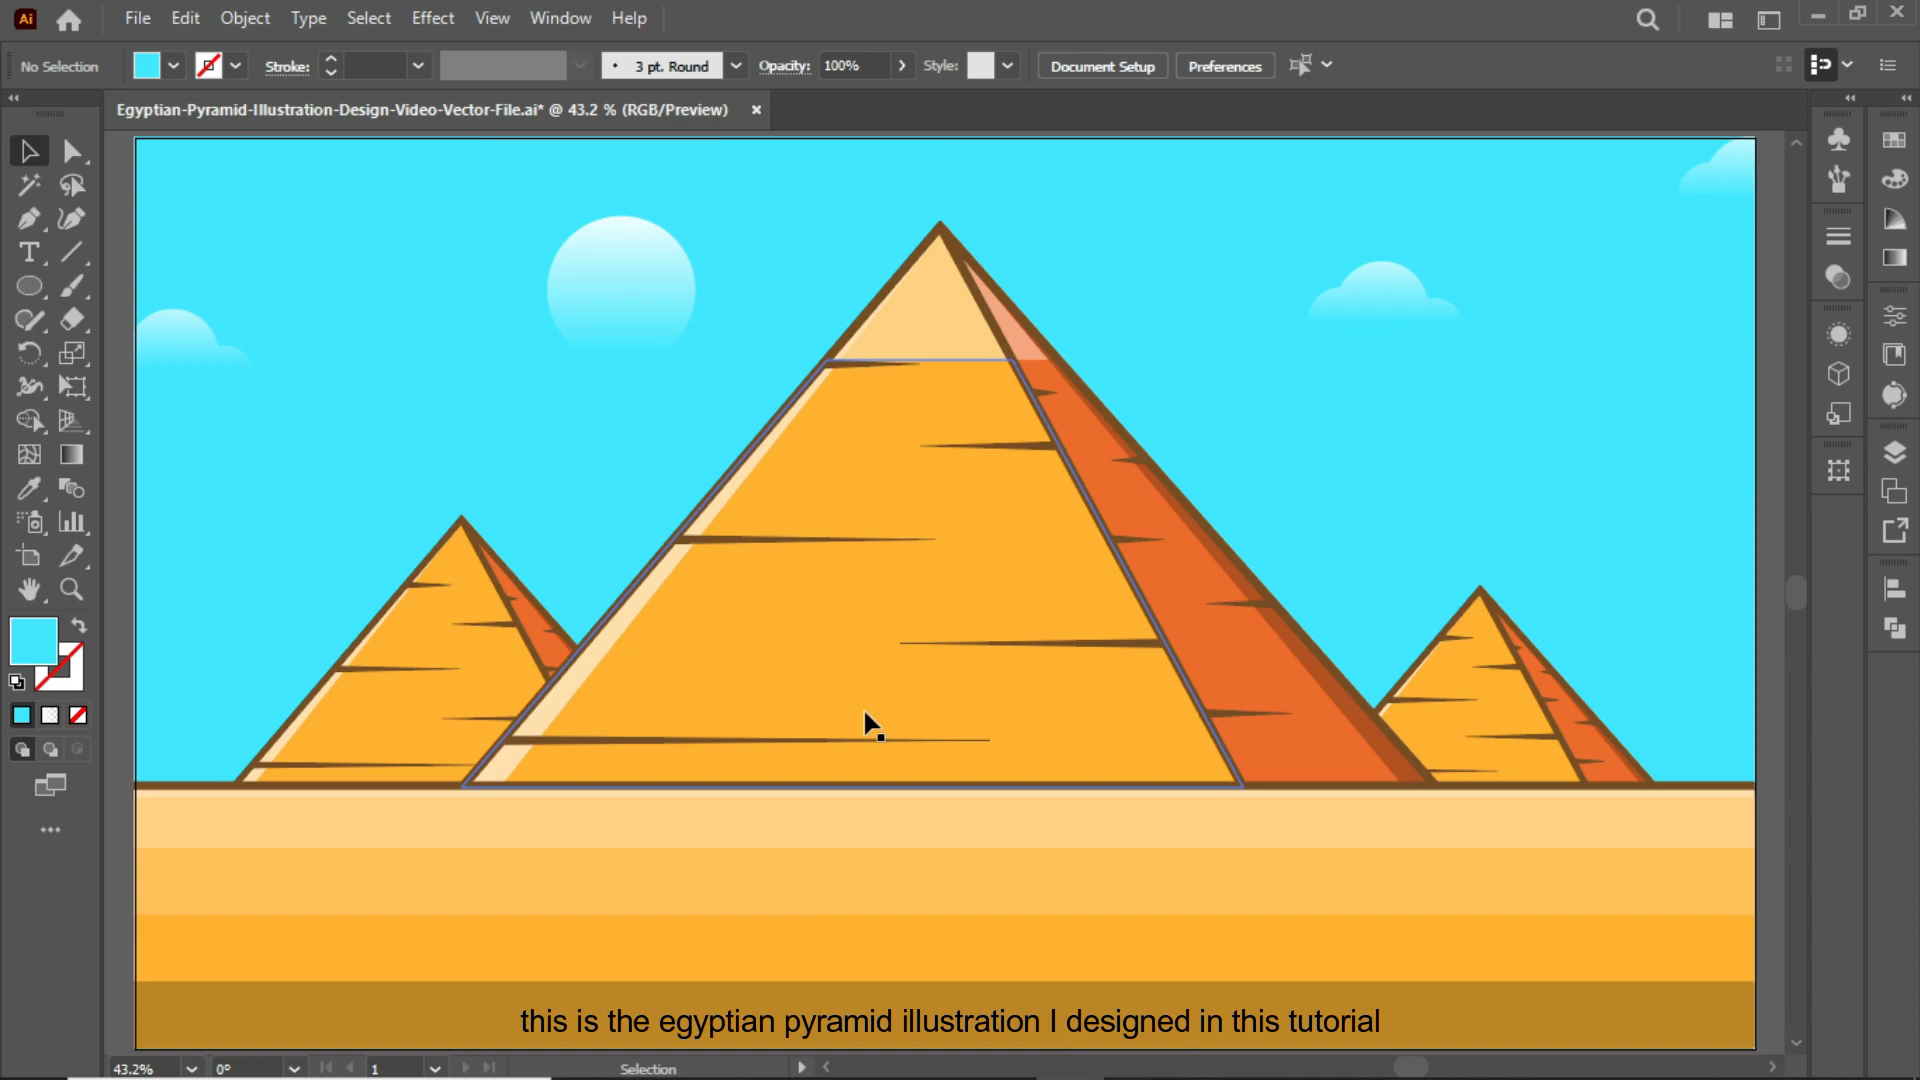 Ai File Edit Object Type Select Effect View Window Help
No Selection Stroke: 3 pt. Round Opacity: 100% Style: Document Setup Preferences
Egyptian-Pyramid-Illustration-Design-Video-Vector-File.ai* @ 43.2 % (RGB/Preview)
this is the egyptian pyramid illustration I designed in this tutorial
43.2% 0° 1 Selection